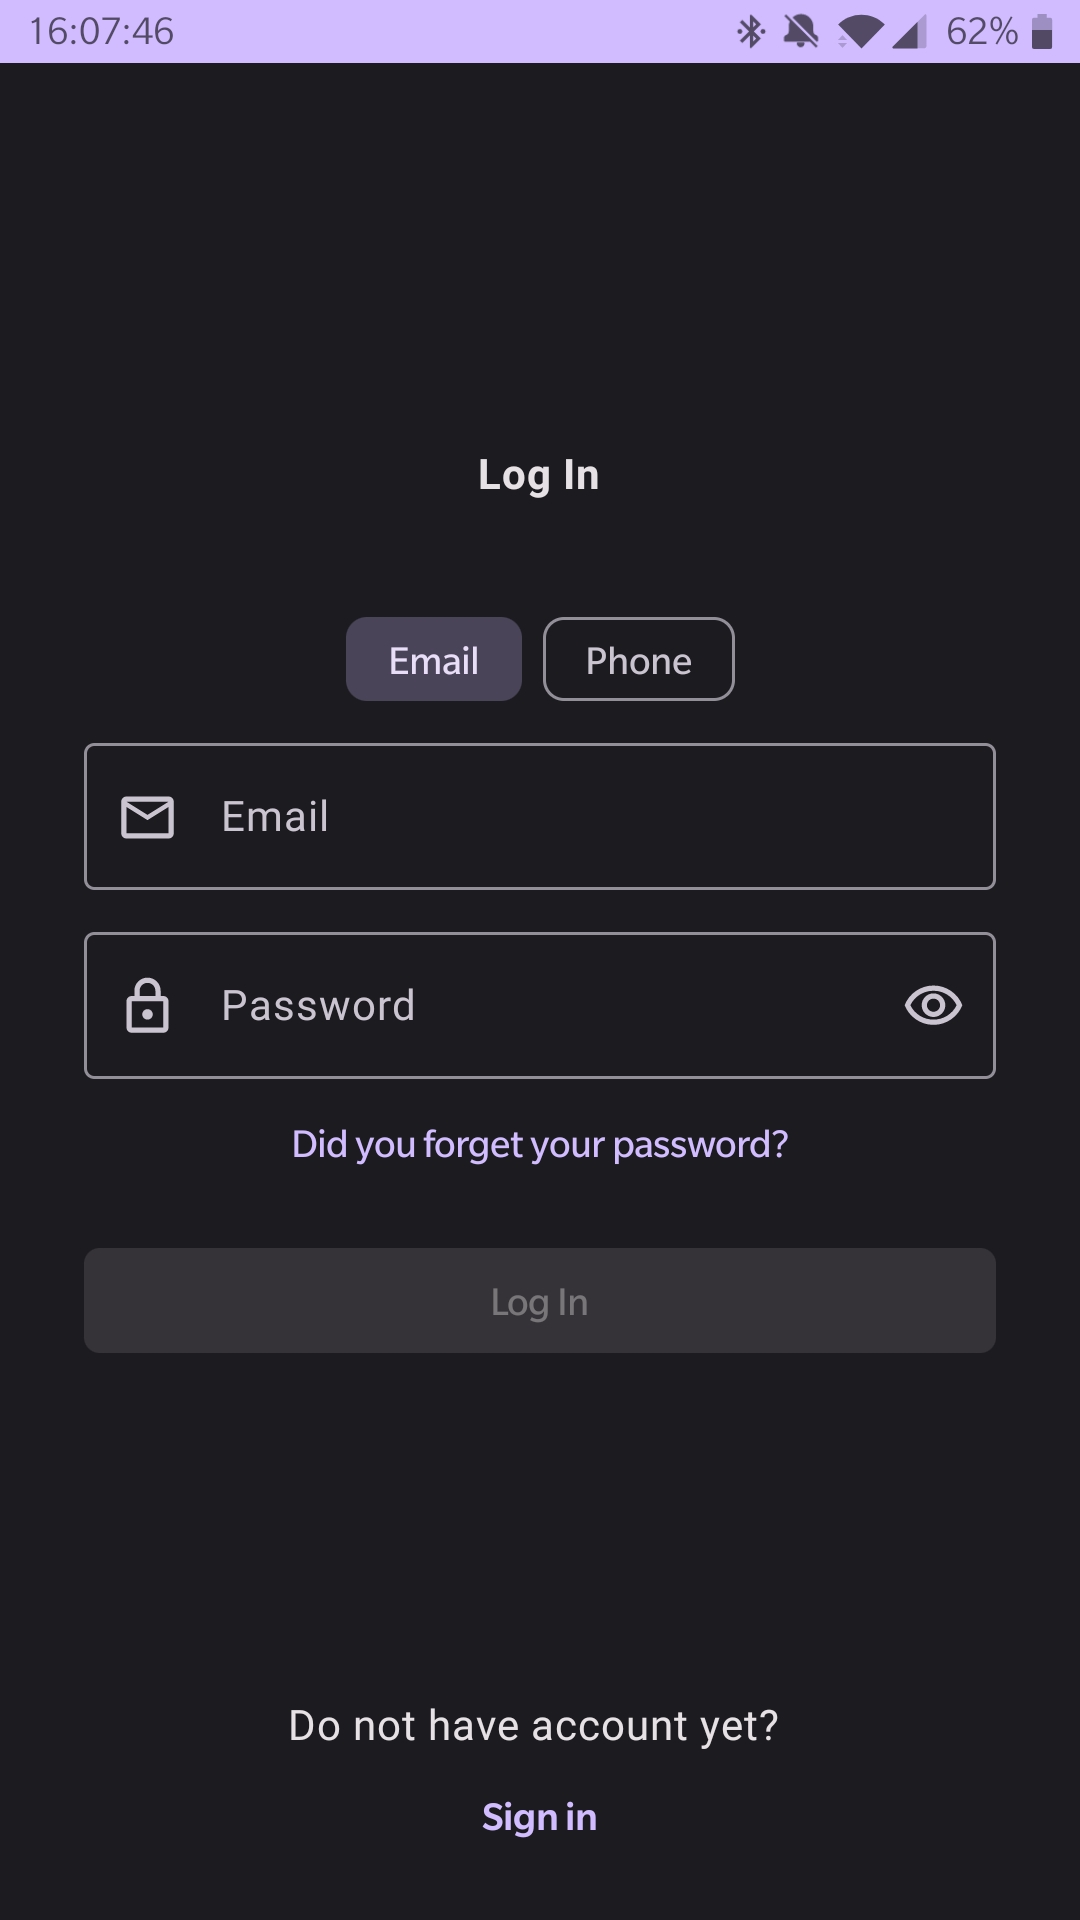 16:07:46 62%
Log In
Email Phone
Email
Password
Did you forget your password?
Log In
Do not have account yet?
Sign in